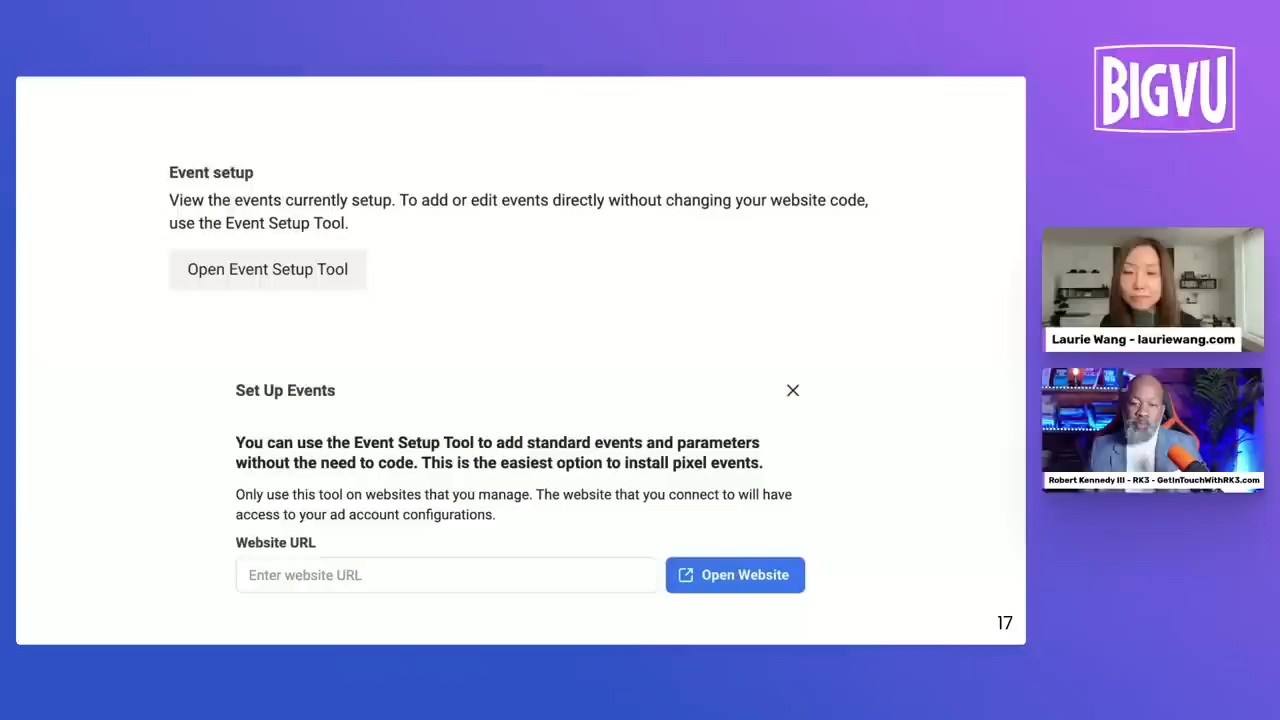 BIGVU
Event setup
View the events currently setup. To add or edit events directly without changing your website code,
use the Event Setup Tool.
Open Event Setup Tool
Set Up Events
You can use the Event Setup Tool to add standard events and parameters
without the need to code. This is the easiest option to install pixel events.
Only use this tool on websites that you manage. The website that you connect to will have
access to your ad account configurations.
Website URL
Enter website URL
Open Website
17
Laurie Wang - lauriewang.com
Robert Kennedy III - RK3 - GetInTouchWithRK3.com